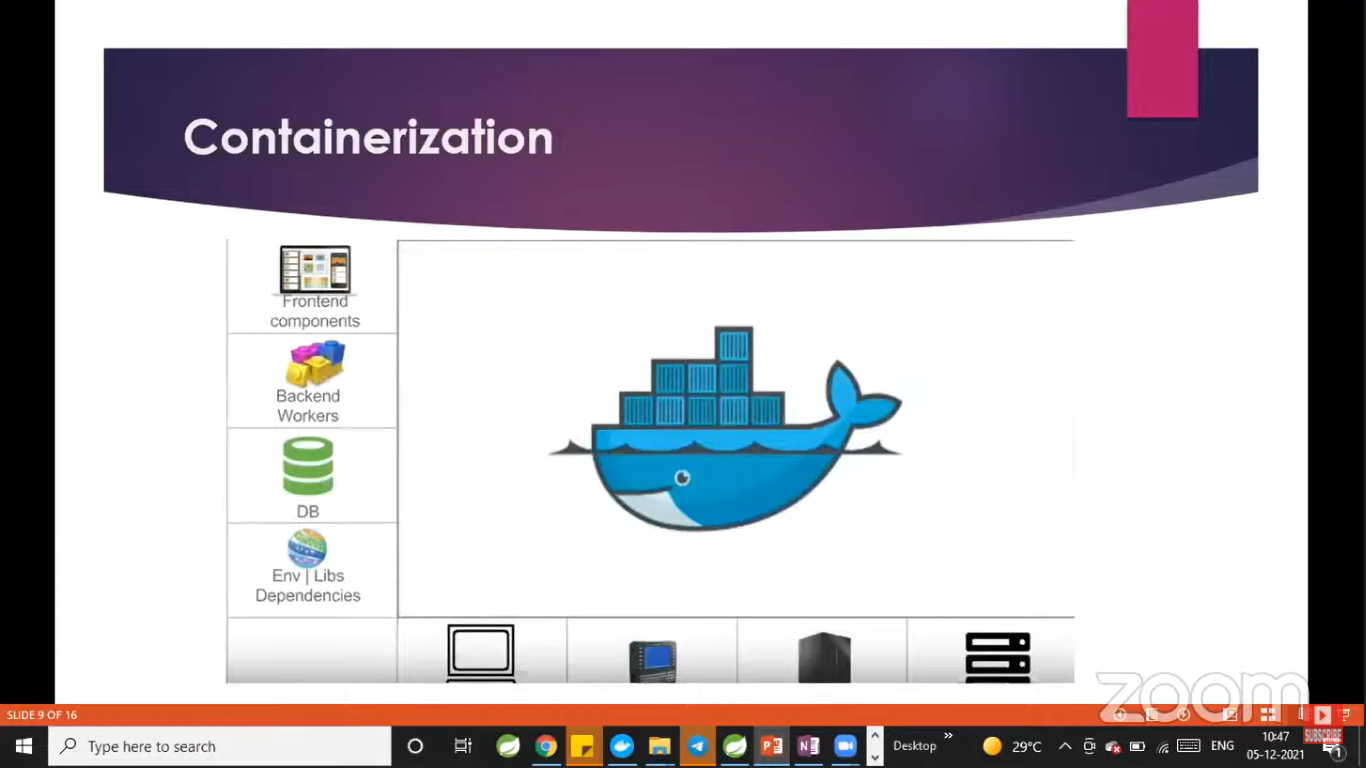 Containerization
Frontend
components
Backend
Workers
DB
Env | Libs
Dependencies
zoom
SLIDE 9 OF 16
SUBSCRIBE
Type here to search
Desktop
29°C
ENG
10:47
05-12-2021
1